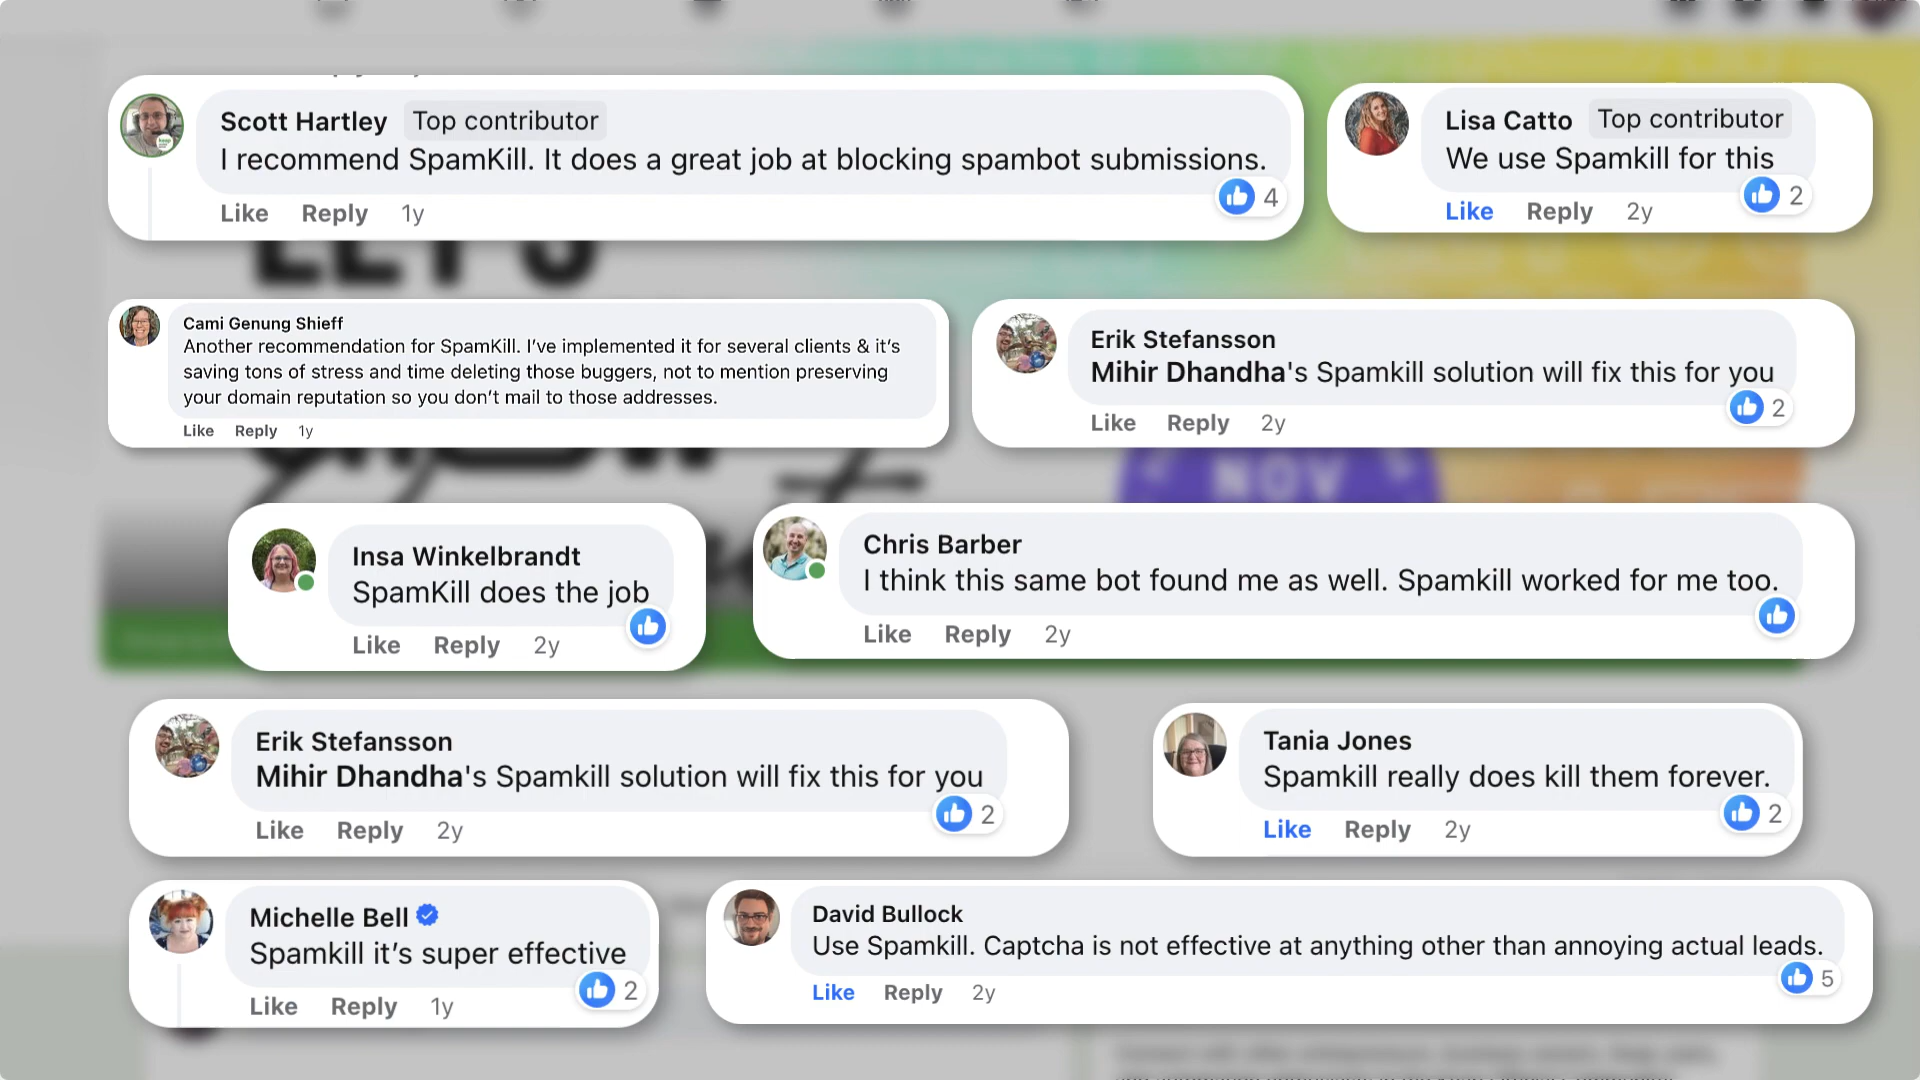 Scott Hartley Top contributor
I recommend SpamKill. It does a great job at blocking spambot submissions.
Like Reply 1y
4
Lisa Catto Top contributor
We use Spamkill for this
Like Reply 2y
2
Cami Genung Shieff
Another recommendation for SpamKill. I've implemented it for several clients & it's
saving tons of stress and time deleting those buggers, not to mention preserving
your domain reputation so you don't mail to those addresses.
Like Reply 1y
Erik Stefansson
Mihir Dhandha's Spamkill solution will fix this for you
Like Reply 2y
2
NOV
Insa Winkelbrandt
SpamKill does the job
Like Reply 2y
Chris Barber
I think this same bot found me as well. Spamkill worked for me too.
Like Reply 2y
Erik Stefansson
Mihir Dhandha's Spamkill solution will fix this for you
Like Reply 2y
2
Tania Jones
Spamkill really does kill them forever.
Like Reply 2y
2
Michelle Bell
Spamkill it's super effective
Like Reply 1y
2
David Bullock
Use Spamkill. Captcha is not effective at anything other than annoying actual leads.
Like Reply 2y
5